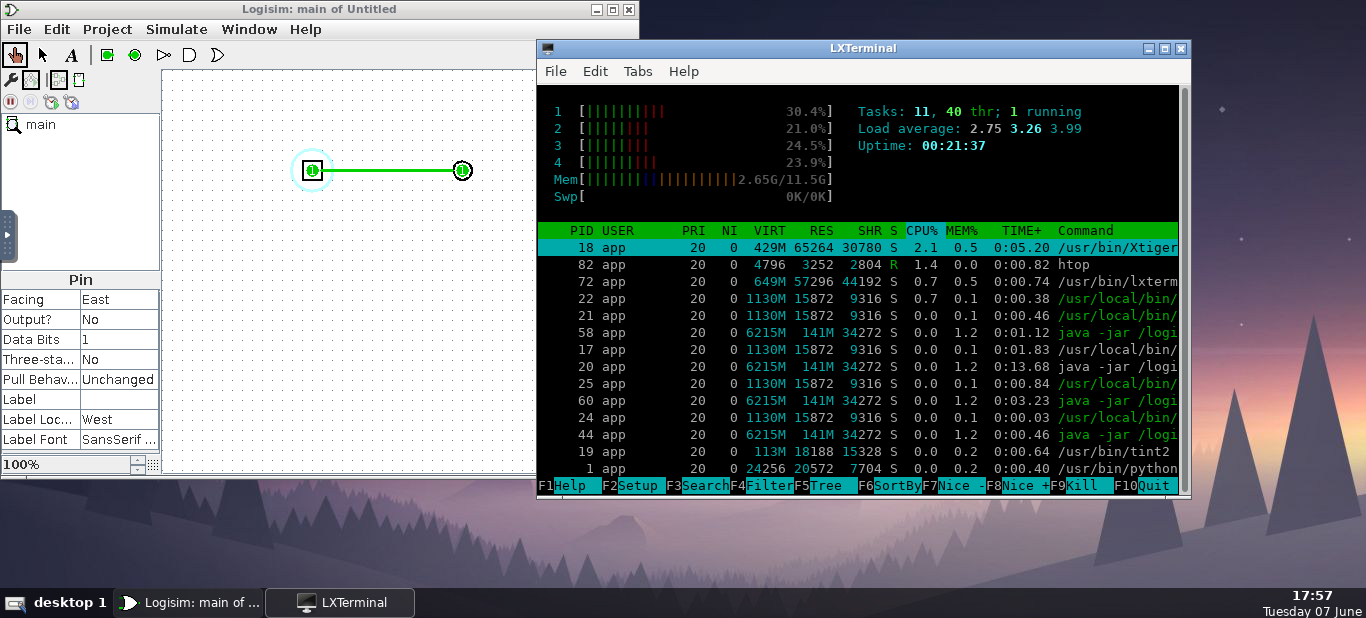 Logisim: main of Untitled
File Edit Project Simulate Window Help
A
main
1 1
Pin
Facing East
Output? No
Data Bits 1
Three-sta... No
Pull Behav... Unchanged
Label
Label Loc... West
Label Font SansSerif ...
100%
LXTerminal
File Edit Tabs Help
1 [||||||||||| 30.4%] Tasks: 11, 40 thr; 1 running
2 [||||||||| 21.0%] Load average: 2.75 3.26 3.99
3 [||||||||| 24.5%] Uptime: 00:21:37
4 [|||||||||| 23.9%]
Mem[|||||||||||||||||||||2.65G/11.5G]
Swp[ 0K/0K]
PID USER PRI NI VIRT RES SHR S CPU% MEM% TIME+ Command
18 app 20 0 429M 65264 30780 S 2.1 0.5 0:05.20 /usr/bin/Xtiger
82 app 20 0 4796 3252 2804 R 1.4 0.0 0:00.82 htop
72 app 20 0 649M 57296 44192 S 0.7 0.5 0:00.74 /usr/bin/lxterm
22 app 20 0 1130M 15872 9316 S 0.7 0.1 0:00.38 /usr/local/bin/
21 app 20 0 1130M 15872 9316 S 0.0 0.1 0:00.46 /usr/local/bin/
58 app 20 0 6215M 141M 34272 S 0.0 1.2 0:01.12 java -jar /logi
17 app 20 0 1130M 15872 9316 S 0.0 0.1 0:01.83 /usr/local/bin/
20 app 20 0 6215M 141M 34272 S 0.0 1.2 0:13.68 java -jar /logi
25 app 20 0 1130M 15872 9316 S 0.0 0.1 0:00.84 /usr/local/bin/
60 app 20 0 6215M 141M 34272 S 0.0 1.2 0:03.23 java -jar /logi
24 app 20 0 1130M 15872 9316 S 0.0 0.1 0:00.03 /usr/local/bin/
44 app 20 0 6215M 141M 34272 S 0.0 1.2 0:00.46 java -jar /logi
19 app 20 0 113M 18188 15328 S 0.0 0.2 0:00.02 /usr/bin/tint2
1 app 20 0 24256 20572 7704 S 0.0 0.2 0:00.40 /usr/bin/python
F1Help F2Setup F3SearchF4FilterF5Tree F6SortByF7Nice -F8Nice +F9Kill F10Quit
desktop 1 Logisim: main of ... LXTerminal
17:57
Tuesday 07 June